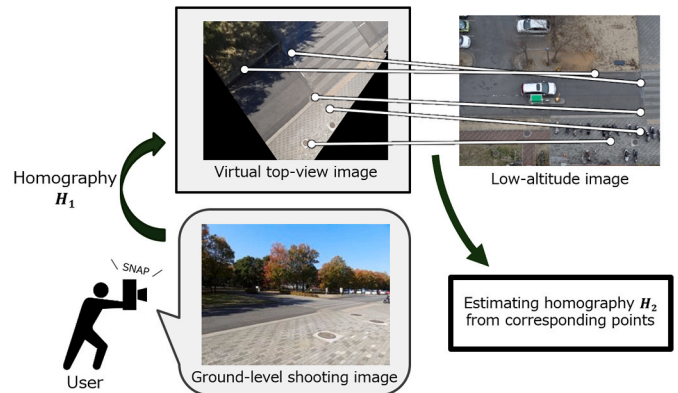 Virtual top-view image
Low-altitude image
Homography
H₁
SNAP
User
Ground-level shooting image
Estimating homography H₂
from corresponding points